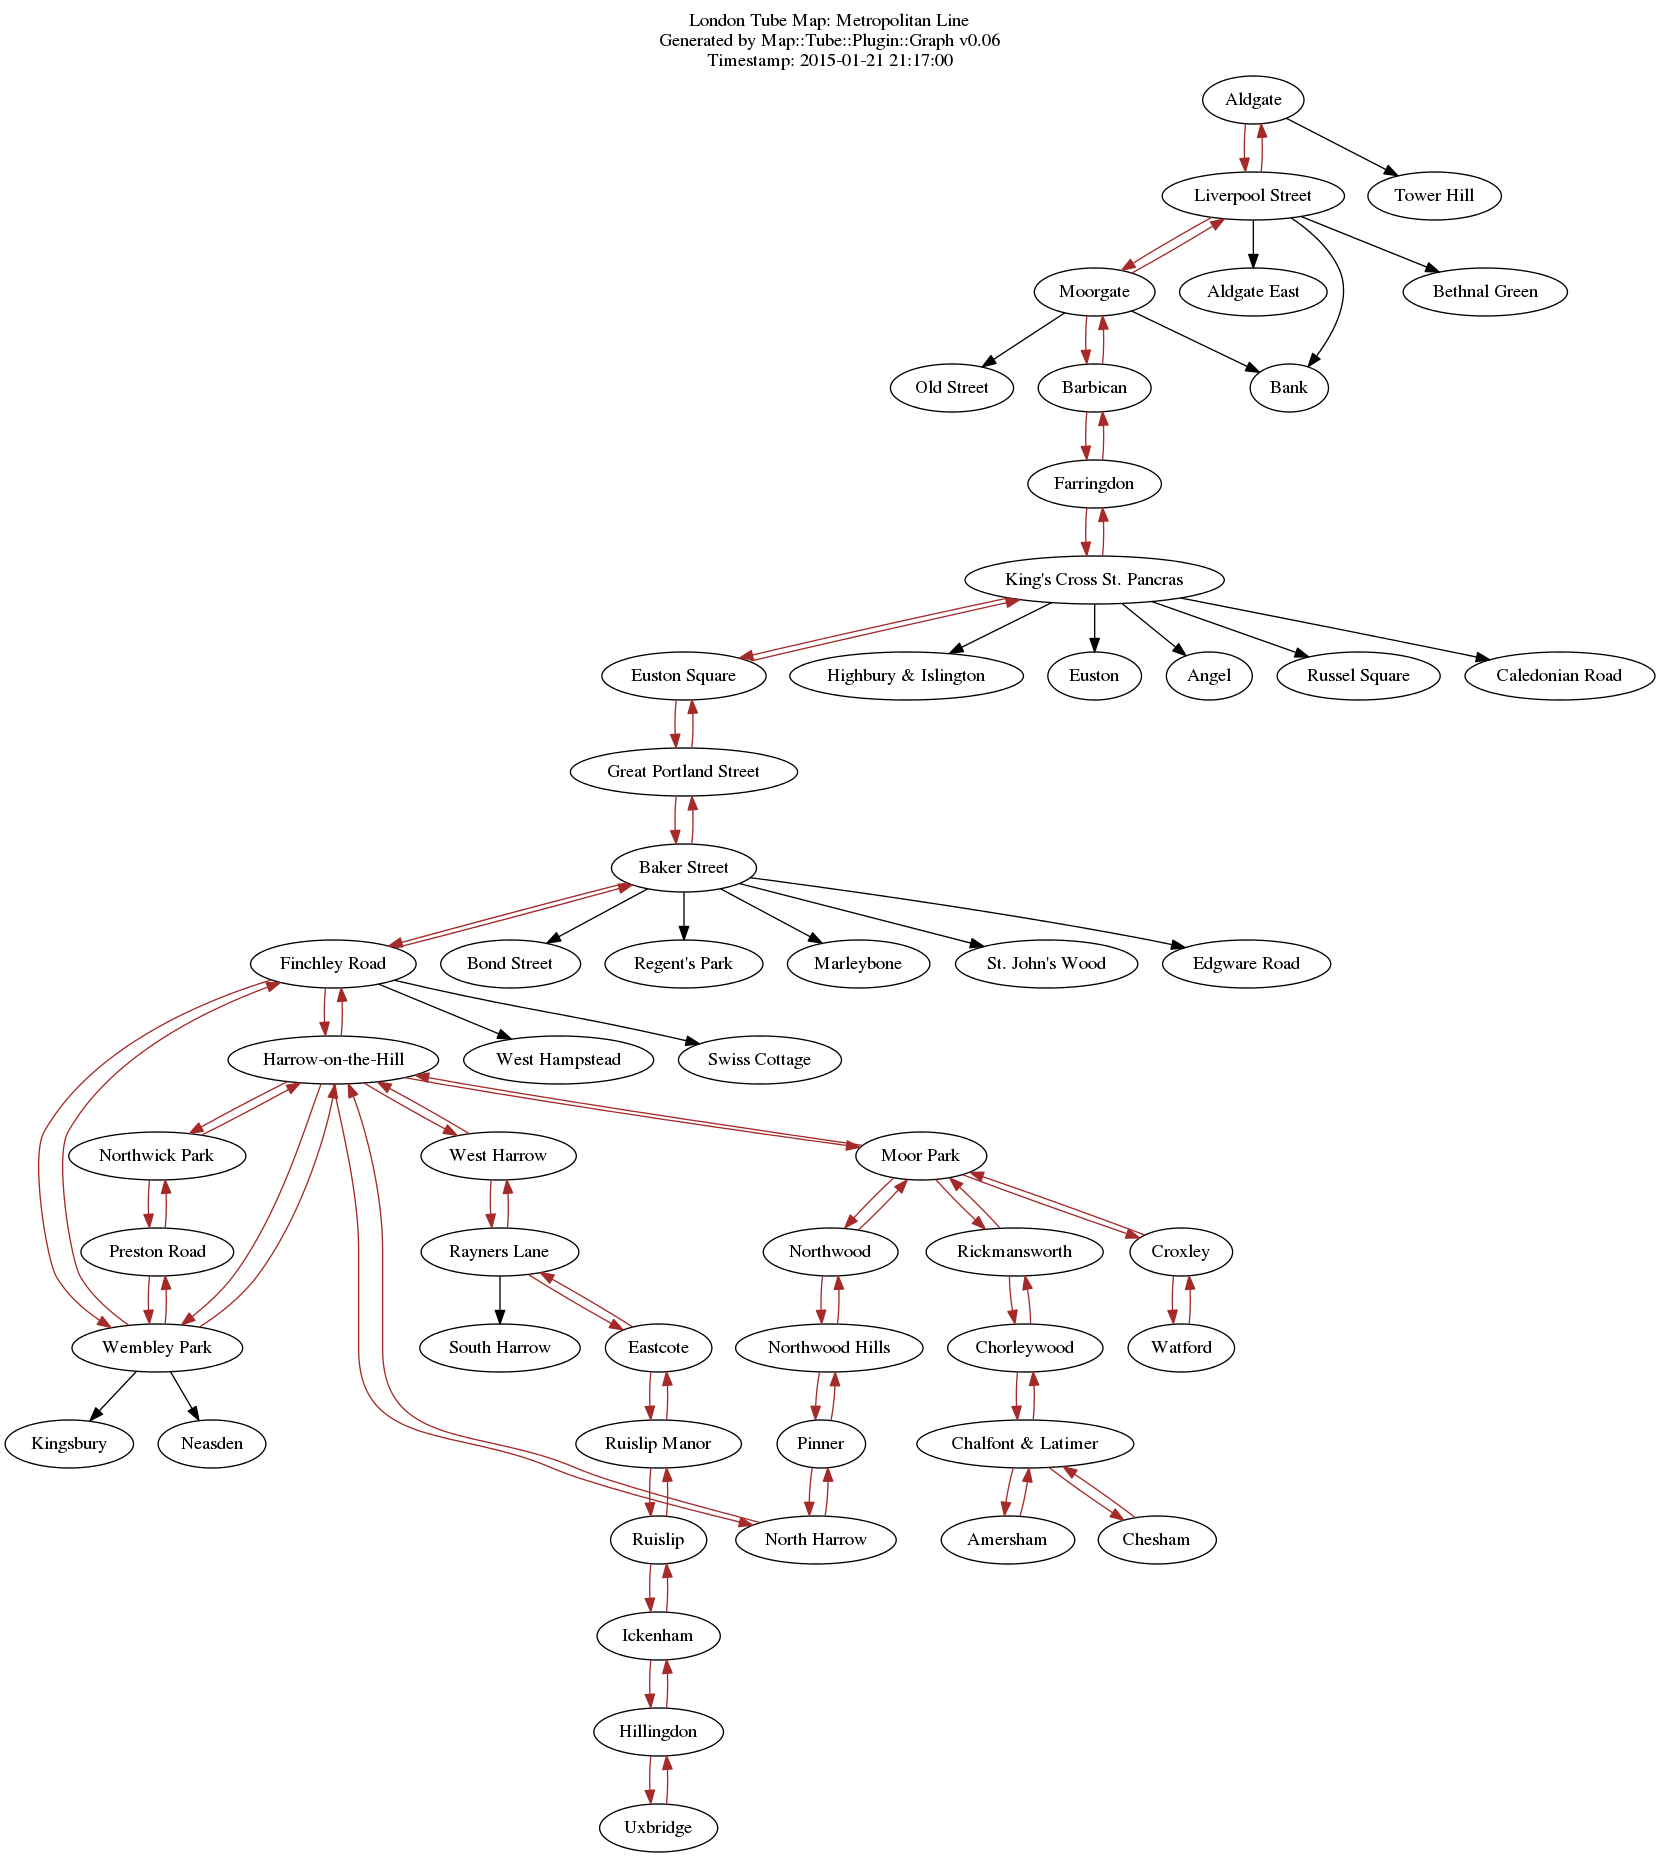 London Tube Map: Metropolitan Line
Generated by Map::Tube::Plugin::Graph v0.06
Timestamp: 2015-01-21 21:17:00
Aldgate
Liverpool Street
Tower Hill
Moorgate
Aldgate East
Bethnal Green
Old Street
Barbican
Bank
Farringdon
King's Cross St. Pancras
Euston Square
Highbury & Islington
Euston
Angel
Russel Square
Caledonian Road
Great Portland Street
Baker Street
Finchley Road
Bond Street
Regent's Park
Marleybone
St. John's Wood
Edgware Road
Harrow-on-the-Hill
West Hampstead
Swiss Cottage
Northwick Park
West Harrow
Moor Park
Preston Road
Rayners Lane
Northwood
Rickmansworth
Croxley
Wembley Park
South Harrow
Eastcote
Northwood Hills
Chorleywood
Watford
Kingsbury
Neasden
Ruislip Manor
Pinner
Chalfont & Latimer
Ruislip
North Harrow
Amersham
Chesham
Ickenham
Hillingdon
Uxbridge